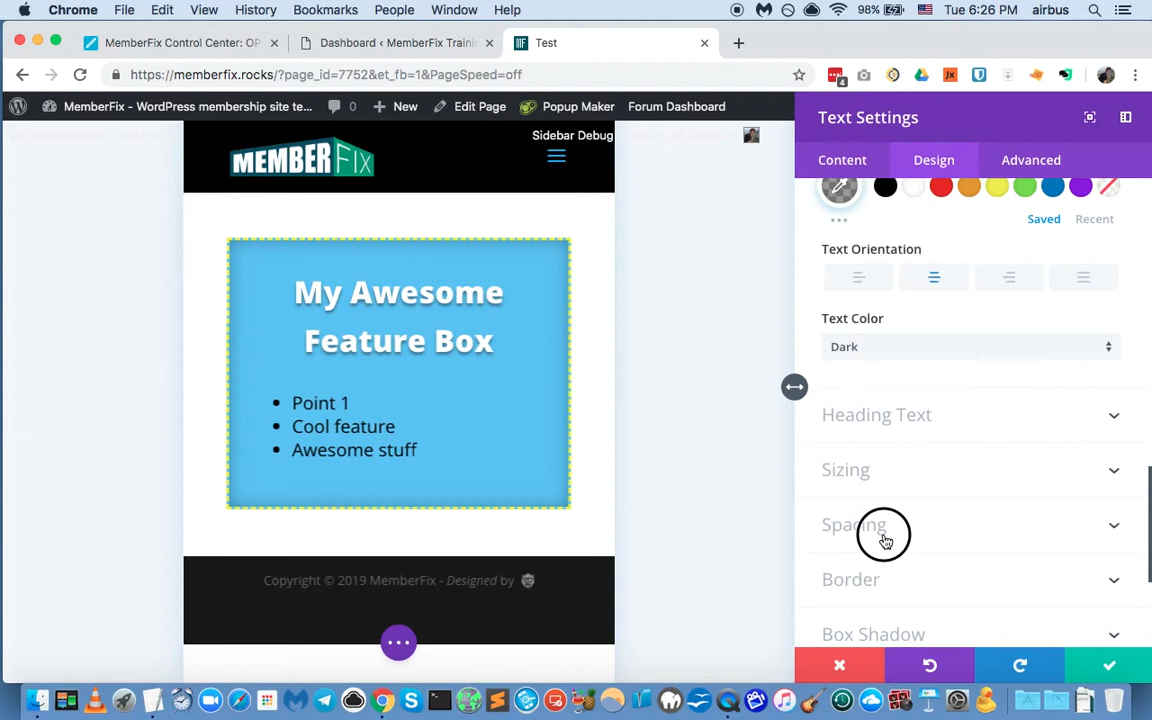 Chrome File Edit View History Bookmarks People Window Help 98% Tue 6:26 PM airbus
MemberFix Control Center: OP × Dashboard ‹ MemberFix Trainin × MF Test ×
https://memberfix.rocks/?page_id=7752&et_fb=1&PageSpeed=off
4
MemberFix - WordPress membership site te... 0 New Edit Page Popup Maker Forum Dashboard
Sidebar Debug
MEMBERFIX
Text Settings
Content Design Advanced
Saved Recent
Text Orientation
Text Color
Dark
Heading Text
Sizing
Spacing
Border
Box Shadow
My Awesome
Feature Box
Point 1
Cool feature
Awesome stuff
Copyright © 2019 MemberFix - Designed by